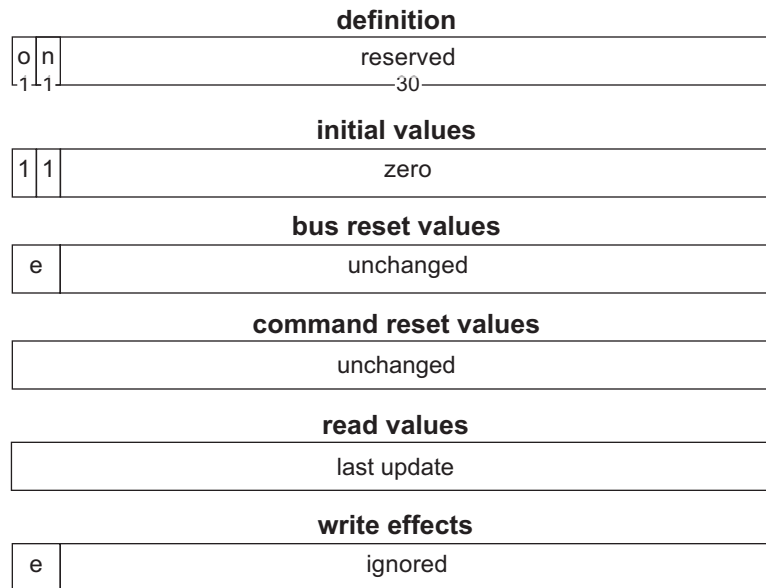 definition
o n reserved
1 1 30
initial values
1 1 zero
bus reset values
e unchanged
command reset values
unchanged
read values
last update
write effects
e ignored